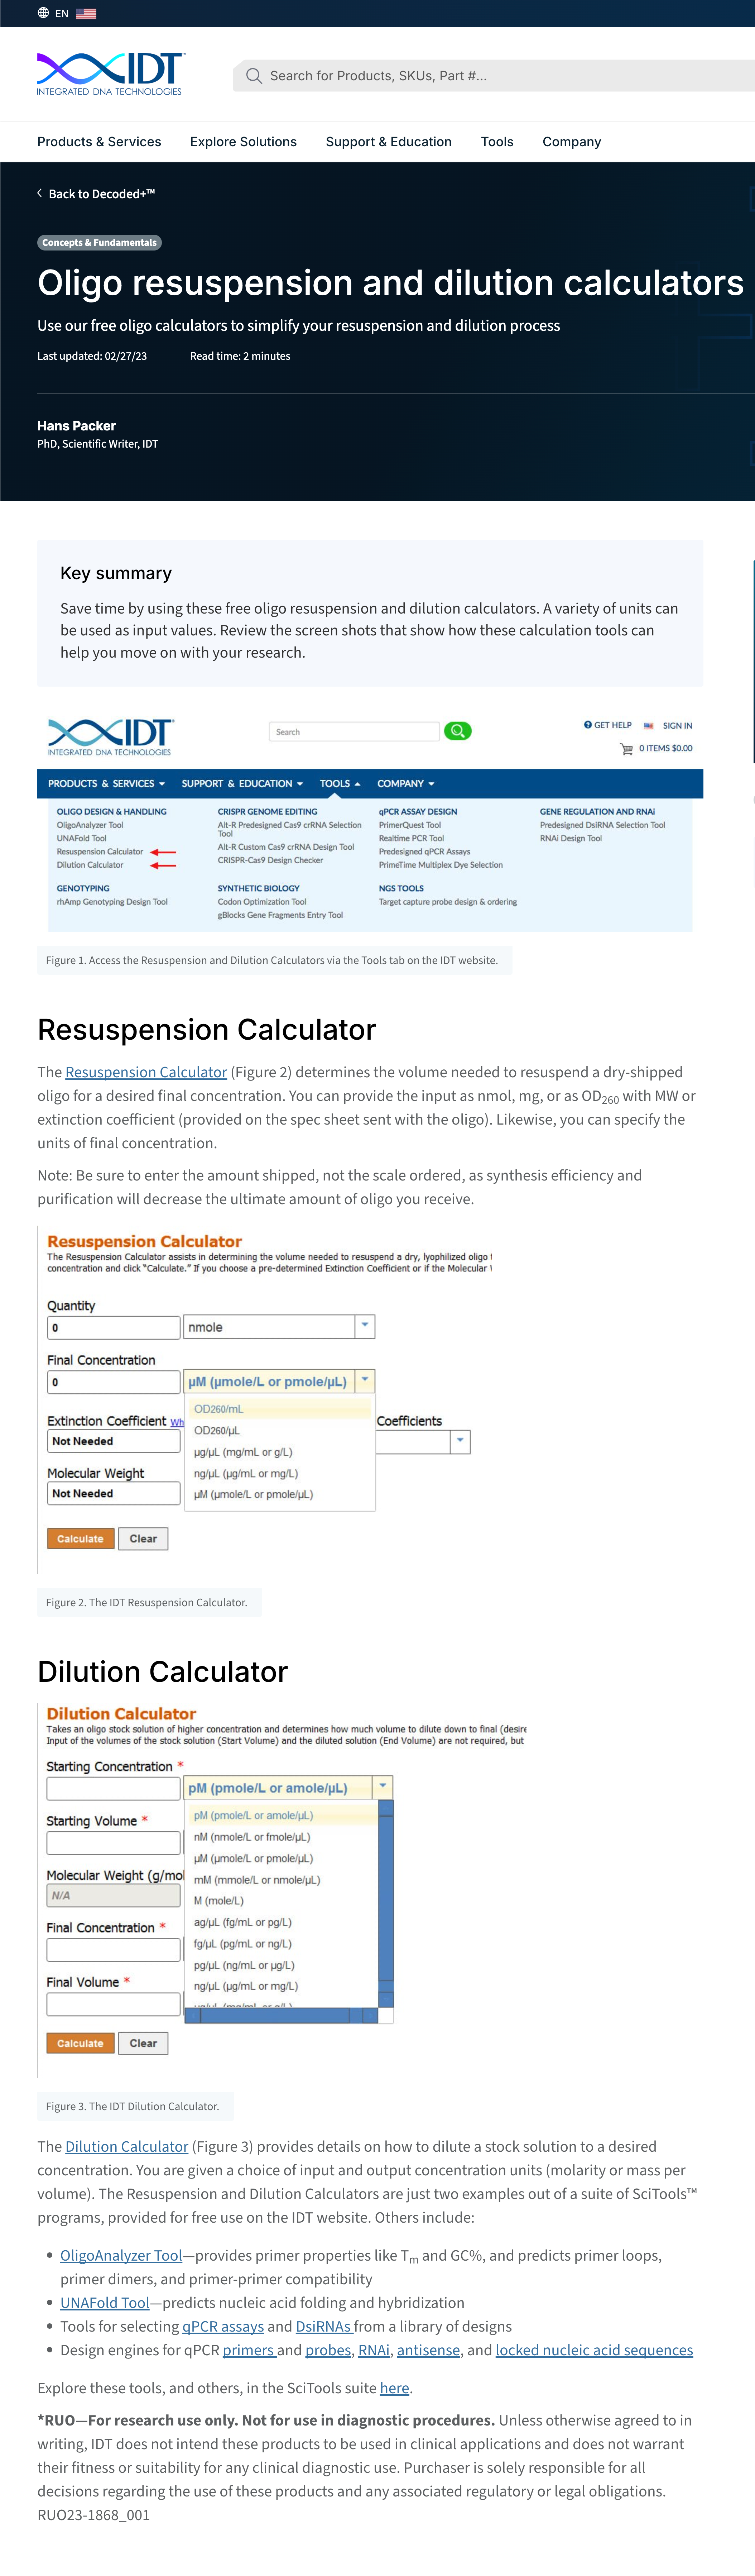 EN
IDT
INTEGRATED DNA TECHNOLOGIES
Search for Products, SKUs, Part #...
Products & Services
Explore Solutions
Support & Education
Tools
Company
Back to Decoded+™
Concepts & Fundamentals
Oligo resuspension and dilution calculators
Use our free oligo calculators to simplify your resuspension and dilution process
Last updated: 02/27/23
Read time: 2 minutes
Hans Packer
PhD, Scientific Writer, IDT
Key summary
Save time by using these free oligo resuspension and dilution calculators. A variety of units can
be used as input values. Review the screen shots that show how these calculation tools can
help you move on with your research.
IDT
INTEGRATED DNA TECHNOLOGIES
Search
GET HELP
SIGN IN
0 ITEMS $0.00
PRODUCTS & SERVICES
SUPPORT & EDUCATION
TOOLS
COMPANY
OLIGO DESIGN & HANDLING
OligoAnalyzer Tool
UNAFold Tool
Resuspension Calculator
Dilution Calculator
GENOTYPING
rhAmp Genotyping Design Tool
CRISPR GENOME EDITING
Alt-R Predesigned Cas9 crRNA Selection
Tool
Alt-R Custom Cas9 crRNA Design Tool
CRISPR-Cas9 Design Checker
SYNTHETIC BIOLOGY
Codon Optimization Tool
gBlocks Gene Fragments Entry Tool
qPCR ASSAY DESIGN
PrimerQuest Tool
Realtime PCR Tool
Predesigned qPCR Assays
PrimeTime Multiplex Dye Selection
NGS TOOLS
Target capture probe design & ordering
GENE REGULATION AND RNAi
Predesigned DsiRNA Selection Tool
RNAi Design Tool
Figure 1. Access the Resuspension and Dilution Calculators via the Tools tab on the IDT website.
Resuspension Calculator
The Resuspension Calculator (Figure 2) determines the volume needed to resuspend a dry-shipped
oligo for a desired final concentration. You can provide the input as nmol, mg, or as OD260 with MW or
extinction coefficient (provided on the spec sheet sent with the oligo). Likewise, you can specify the
units of final concentration.
Note: Be sure to enter the amount shipped, not the scale ordered, as synthesis efficiency and
purification will decrease the ultimate amount of oligo you receive.
Resuspension Calculator
The Resuspension Calculator assists in determining the volume needed to resuspend a dry, lyophilized oligo t
concentration and click "Calculate." If you choose a pre-determined Extinction Coefficient or if the Molecular
Quantity
0
nmole
Final Concentration
0
µM (µmole/L or pmole/µL)
OD260/mL
OD260/µL
µg/µL (mg/mL or g/L)
ng/µL (µg/mL or mg/L)
µM (µmole/L or pmole/µL)
Extinction Coefficient Wh
Coefficients
Not Needed
Molecular Weight
Not Needed
Calculate
Clear
Figure 2. The IDT Resuspension Calculator.
Dilution Calculator
Dilution Calculator
Takes an oligo stock solution of higher concentration and determines how much volume to dilute down to final (desire
Input of the volumes of the stock solution (Start Volume) and the diluted solution (End Volume) are not required, but
Starting Concentration *
pM (pmole/L or amole/µL)
pM (pmole/L or amole/µL)
nM (nmole/L or fmole/µL)
µM (µmole/L or pmole/µL)
mM (mmole/L or nmole/µL)
M (mole/L)
ag/µL (fg/mL or pg/L)
fg/µL (pg/mL or ng/L)
pg/µL (ng/mL or µg/L)
ng/µL (µg/mL or mg/L)
µg/µL (mg/mL or g/L)
Starting Volume *
Molecular Weight (g/mol
N/A
Final Concentration *
Final Volume *
Calculate
Clear
Figure 3. The IDT Dilution Calculator.
The Dilution Calculator (Figure 3) provides details on how to dilute a stock solution to a desired
concentration. You are given a choice of input and output concentration units (molarity or mass per
volume). The Resuspension and Dilution Calculators are just two examples out of a suite of SciTools™
programs, provided for free use on the IDT website. Others include:
• OligoAnalyzer Tool—provides primer properties like Tm and GC%, and predicts primer loops,
primer dimers, and primer-primer compatibility
• UNAFold Tool—predicts nucleic acid folding and hybridization
• Tools for selecting qPCR assays and DsiRNAs from a library of designs
• Design engines for qPCR primers and probes, RNAi, antisense, and locked nucleic acid sequences
Explore these tools, and others, in the SciTools suite here.
*RUO—For research use only. Not for use in diagnostic procedures. Unless otherwise agreed to in
writing, IDT does not intend these products to be used in clinical applications and does not warrant
their fitness or suitability for any clinical diagnostic use. Purchaser is solely responsible for all
decisions regarding the use of these products and any associated regulatory or legal obligations.
RUO23-1868_001